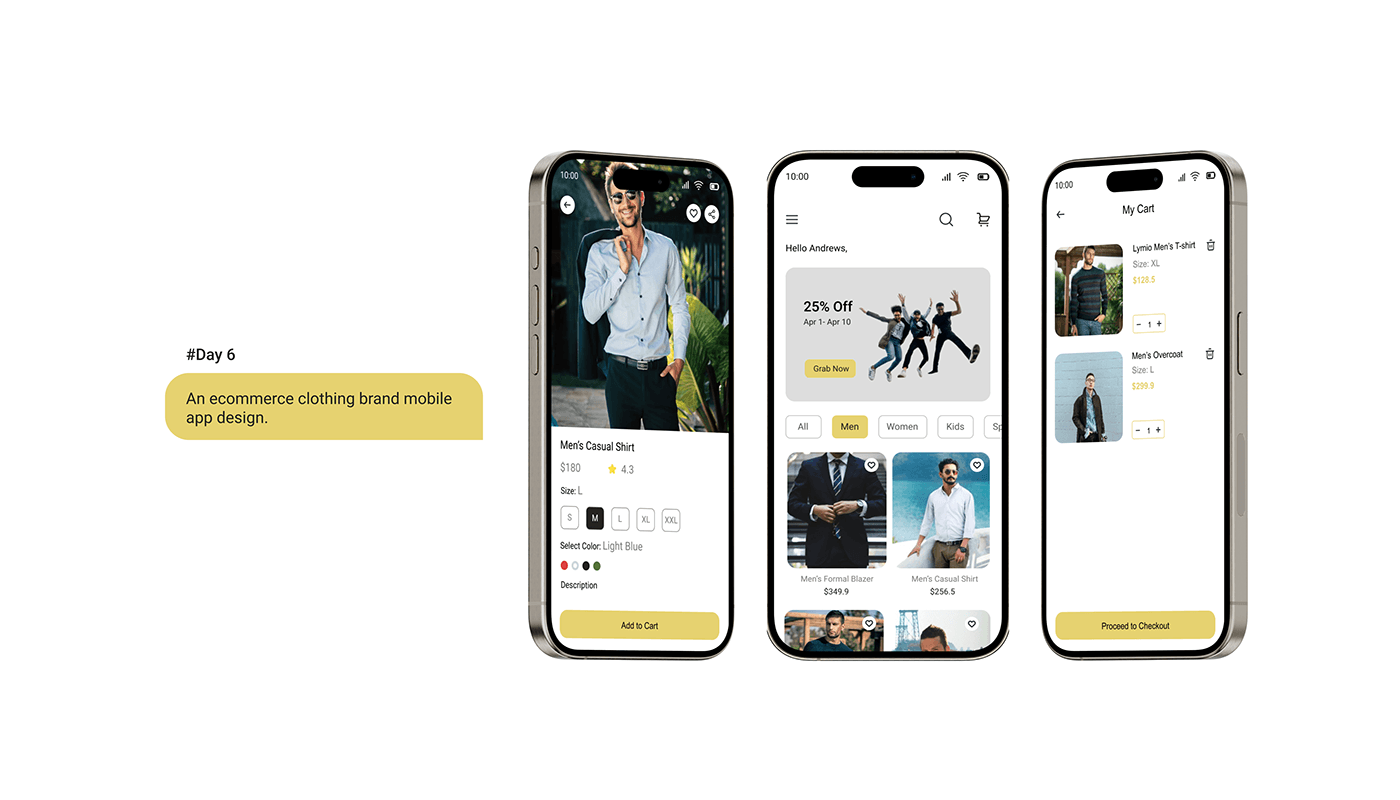 #Day 6
An ecommerce clothing brand mobile
app design.
10:00
Men's Casual Shirt
$180
4.3
Size: L
S
M
L
XL
XXL
Select Color: Light Blue
Description
Add to Cart
10:00
Hello Andrews,
25% Off
Apr 1- Apr 10
Grab Now
All
Men
Women
Kids
Sp
Men's Formal Blazer
$349.9
Men's Casual Shirt
$256.5
10:00
My Cart
Lymio Men's T-shirt
Size: XL
$128.5
- 1 +
Men's Overcoat
Size: L
$299.9
- 1 +
Proceed to Checkout